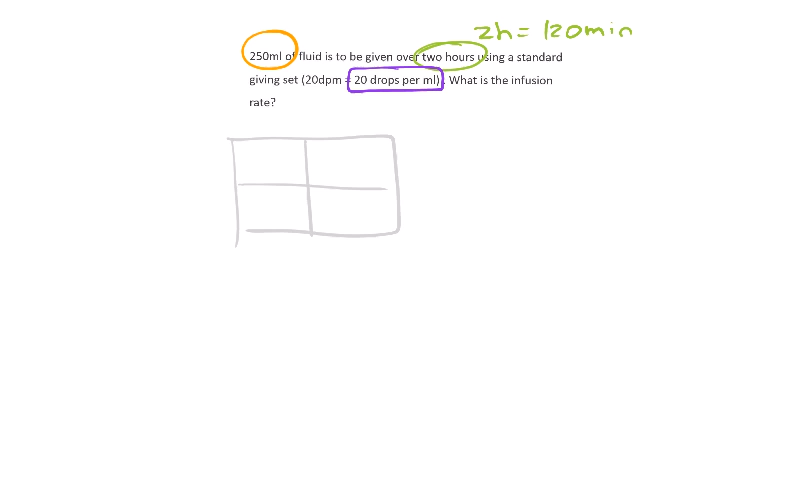 2h = 120min
250ml of fluid is to be given over two hours using a standard
giving set (20dpm = 20 drops per ml). What is the infusion
rate?